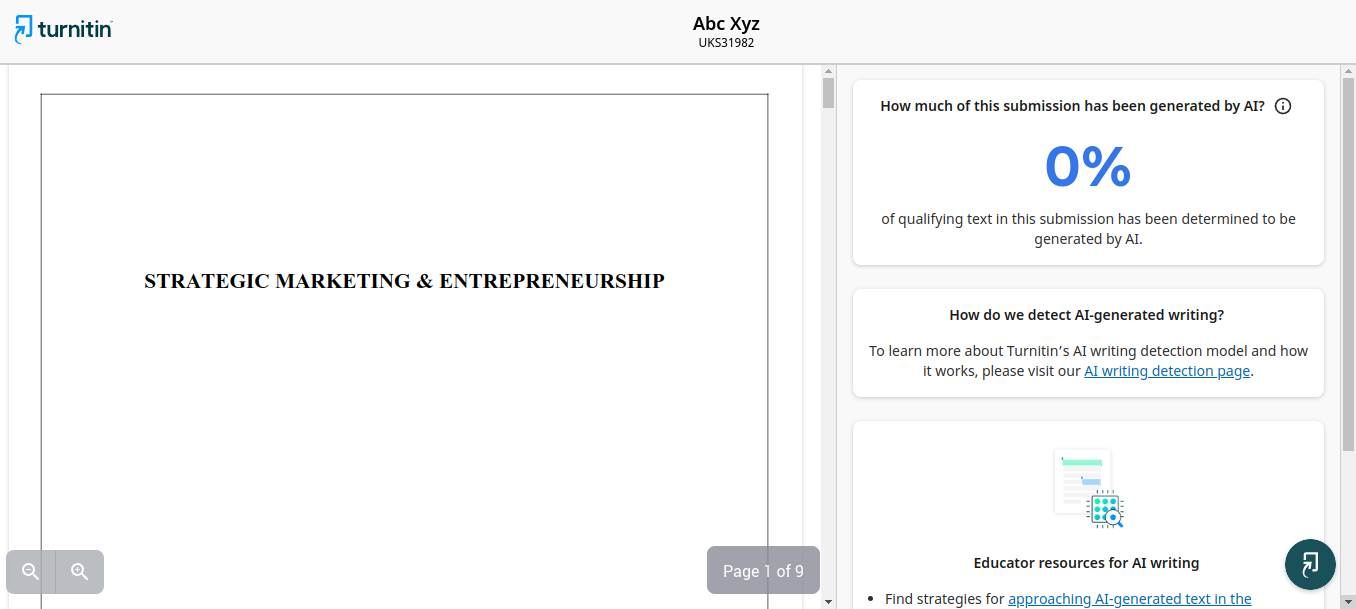 turnitin
Abc Xyz
UKS31982
STRATEGIC MARKETING & ENTREPRENEURSHIP
Page 1 of 9
How much of this submission has been generated by AI?
0%
of qualifying text in this submission has been determined to be
generated by AI.
How do we detect AI-generated writing?
To learn more about Turnitin’s AI writing detection model and how
it works, please visit our AI writing detection page.
Educator resources for AI writing
• Find strategies for approaching AI-generated text in the